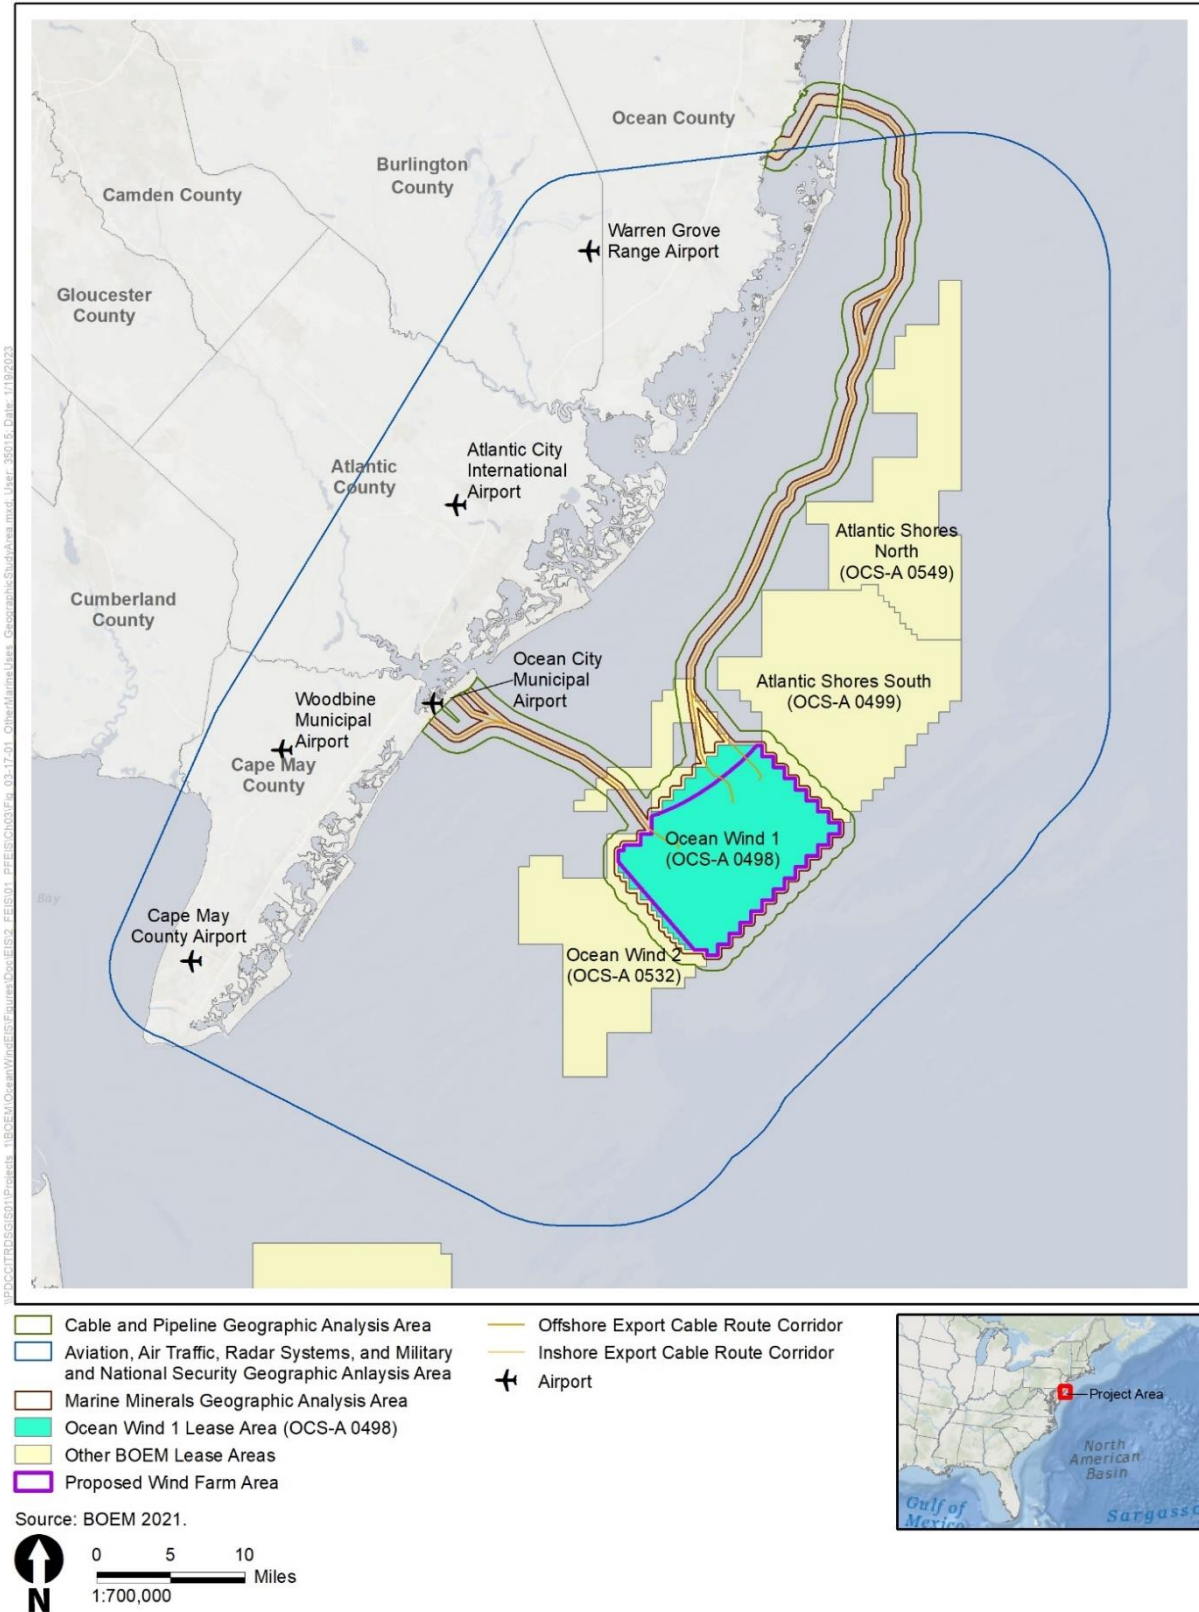 Ocean County
Burlington
County
Camden County
Warren Grove
Range Airport
Gloucester
County
Atlantic City
International
Airport
Atlantic
County
Atlantic Shores
North
(OCS-A 0549)
Cumberland
County
Ocean City
Municipal
Airport
Atlantic Shores South
(OCS-A 0499)
Woodbine
Municipal
Airport
Cape May
County
Ocean Wind 1
(OCS-A 0498)
Bay
Cape May
County Airport
Ocean Wind 2
(OCS-A 0532)
Cable and Pipeline Geographic Analysis Area
Aviation, Air Traffic, Radar Systems, and Military
and National Security Geographic Anlaysis Area
Marine Minerals Geographic Analysis Area
Ocean Wind 1 Lease Area (OCS-A 0498)
Other BOEM Lease Areas
Proposed Wind Farm Area
Offshore Export Cable Route Corridor
Inshore Export Cable Route Corridor
Airport
Project Area
North
American
Basin
Gulf of
Mexico
Sargasso
Source: BOEM 2021.
N
0 5 10
Miles
1:700,000